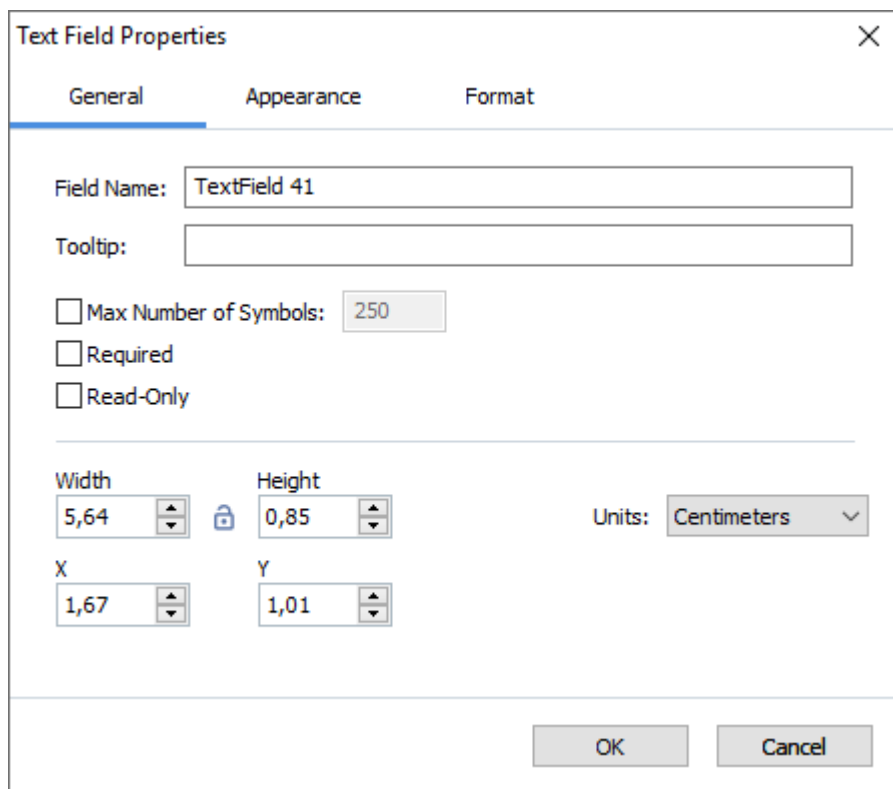 Text Field Properties
General Appearance Format
Field Name: TextField 41
Tooltip:
Max Number of Symbols: 250
Required
Read-Only
Width Height
5,64 0,85 Units: Centimeters
X Y
1,67 1,01
OK Cancel